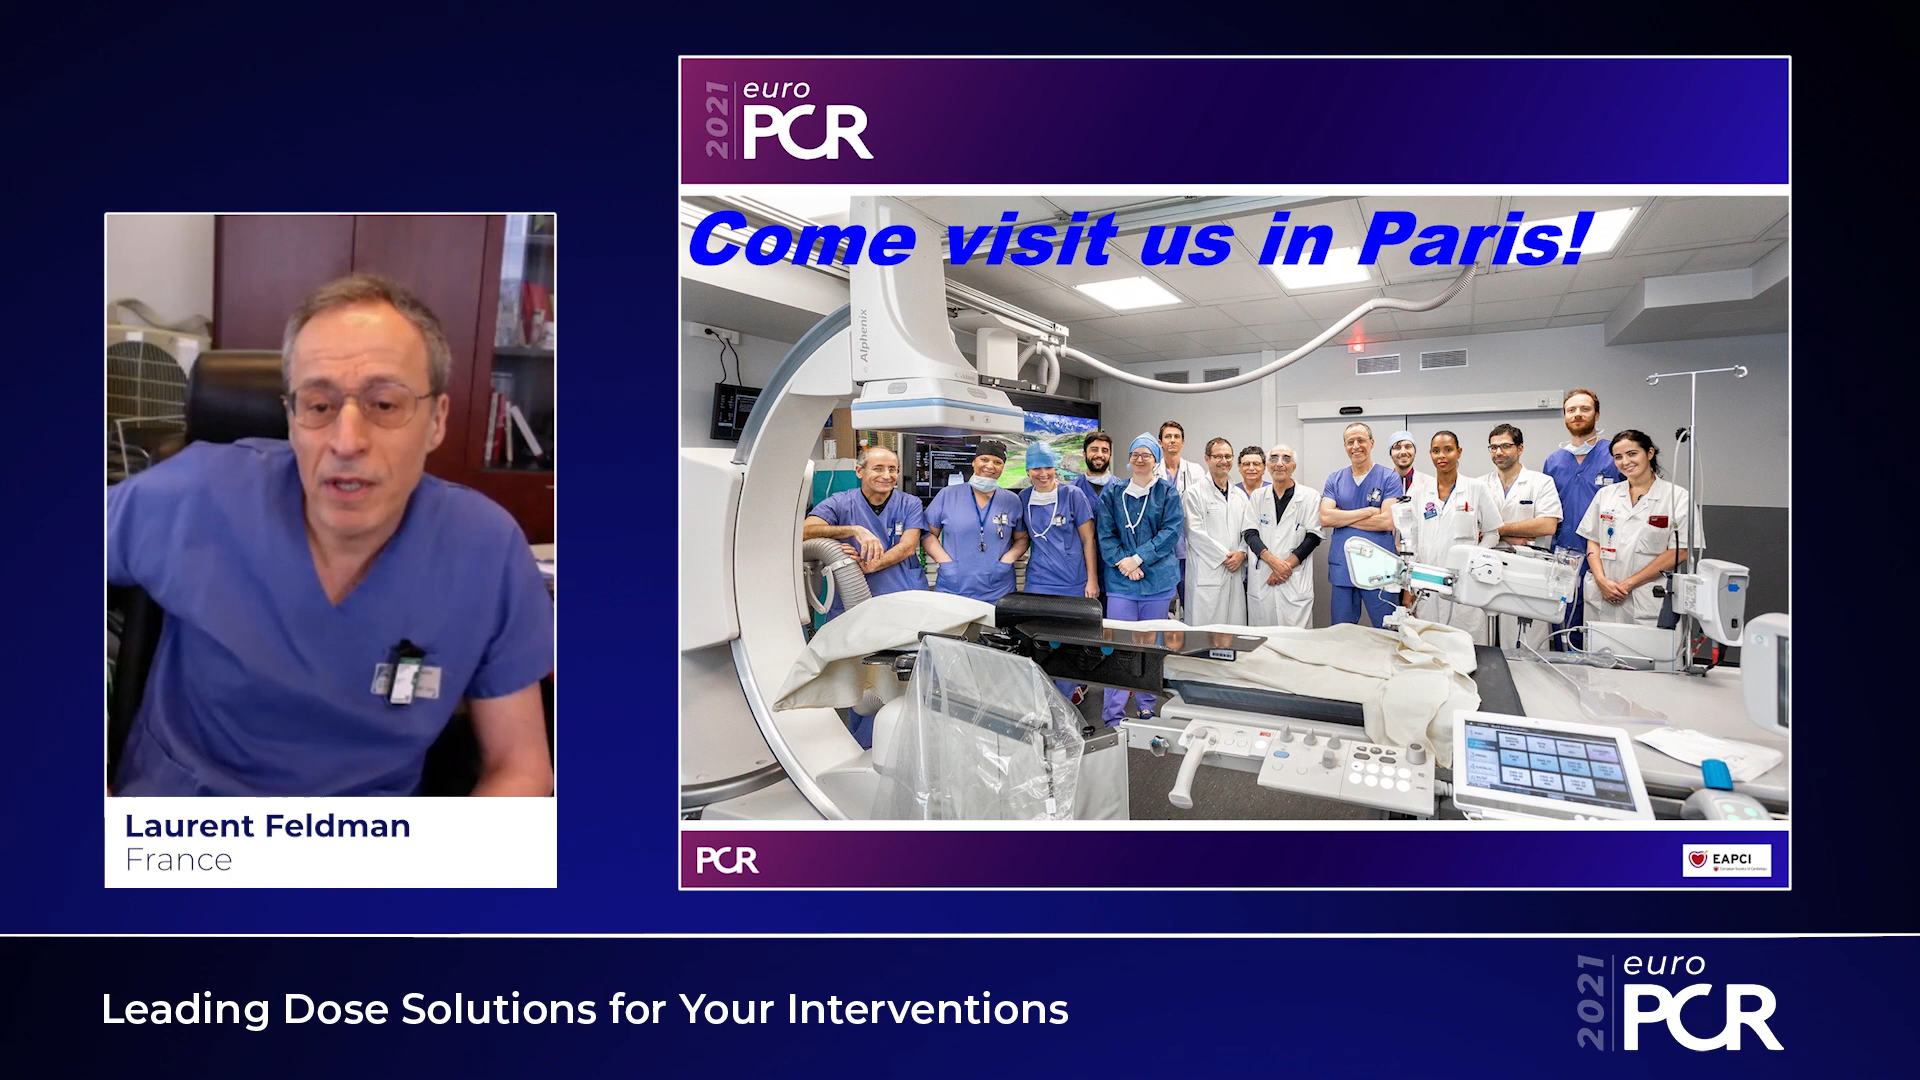 2021
euro
PCR
Come visit us in Paris!
Alphenix
Laurent Feldman
France
PCR
EAPCI
Leading Dose Solutions for Your Interventions
2021
euro
PCR